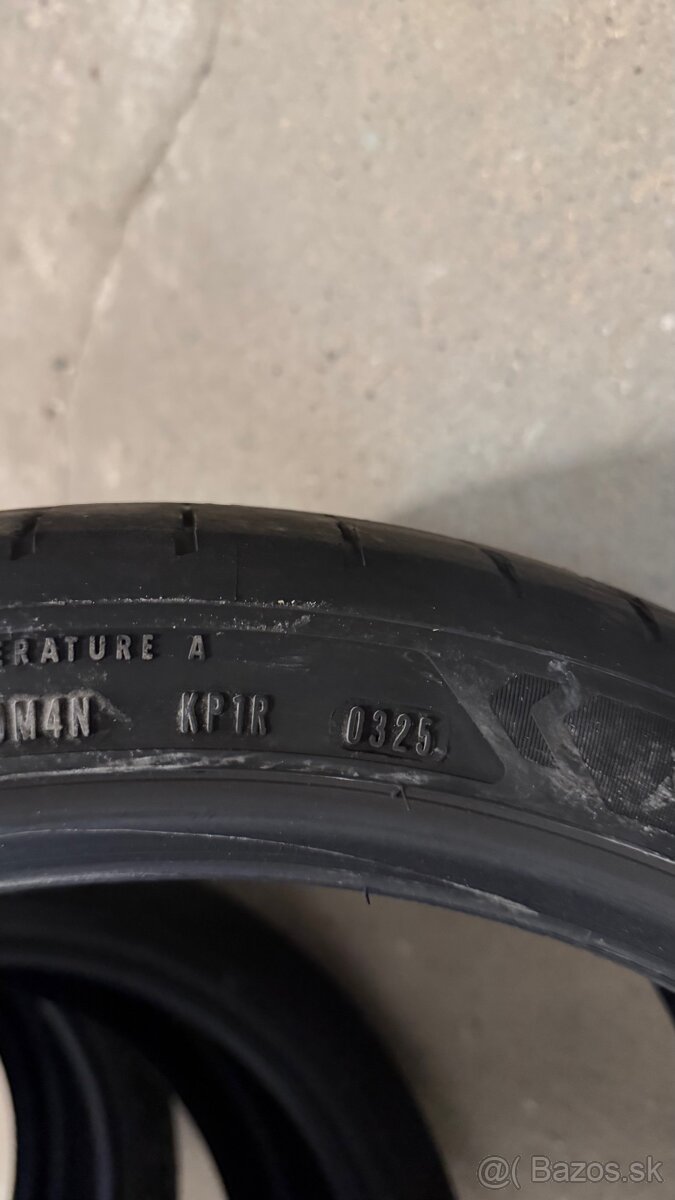 ERATURE A
M4N KP1R 0325
@( Bazos.sk